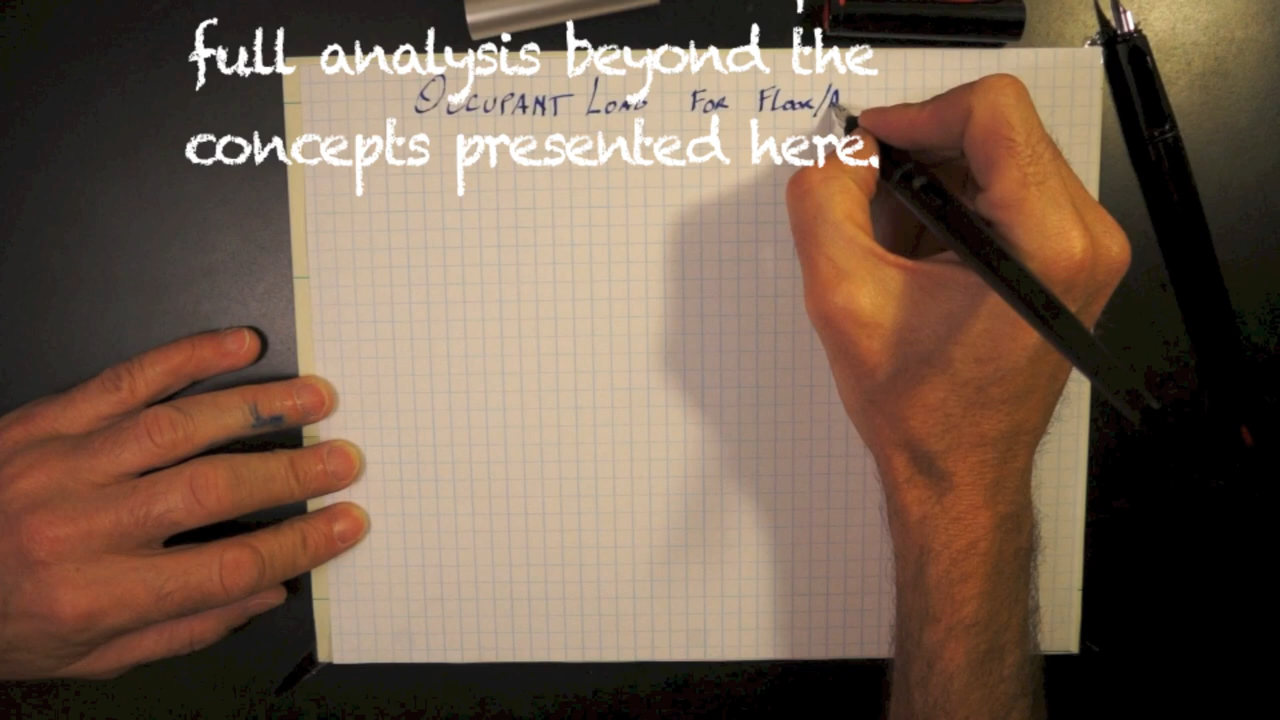 full analysis beyond the
OCCUPANT LOAD FOR FLOOR/A
concepts presented here.